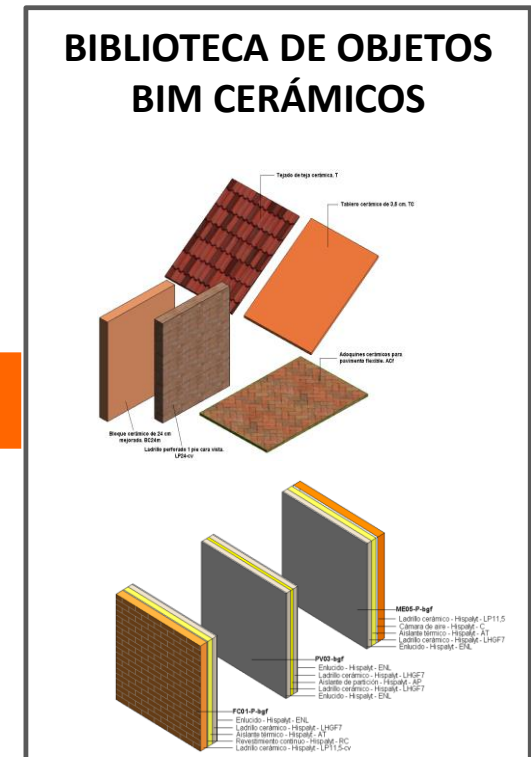 BIBLIOTECA DE OBJETOS
BIM CERÁMICOS
Tejado de teja cerámica. T
Tablero cerámico de 3,5 cm. TC
Adoquines cerámicos para
pavimento flexible. ACf
Bloque cerámico de 24 cm
mejorado. BC24m
Ladrillo perforado 1 pie cara vista.
LP24-cv
ME05-P-bgf
Ladrillo cerámico - Hispalyt - LP11,5
Cámara de aire - Hispalyt - C
Aislante térmico - Hispalyt - AT
Ladrillo cerámico - Hispalyt - LHGF7
Enlucido - Hispalyt - ENL
PV03-bgf
Enlucido - Hispalyt - ENL
Ladrillo cerámico - Hispalyt - LHGF7
Aislante de partición - Hispalyt - AP
Ladrillo cerámico - Hispalyt - LHGF7
Enlucido - Hispalyt - ENL
FC01-P-bgf
Enlucido - Hispalyt - ENL
Ladrillo cerámico - Hispalyt - LHGF7
Aislante térmico - Hispalyt - AT
Revestimiento continuo - Hispalyt - RC
Ladrillo cerámico - Hispalyt - LP11,5-cv